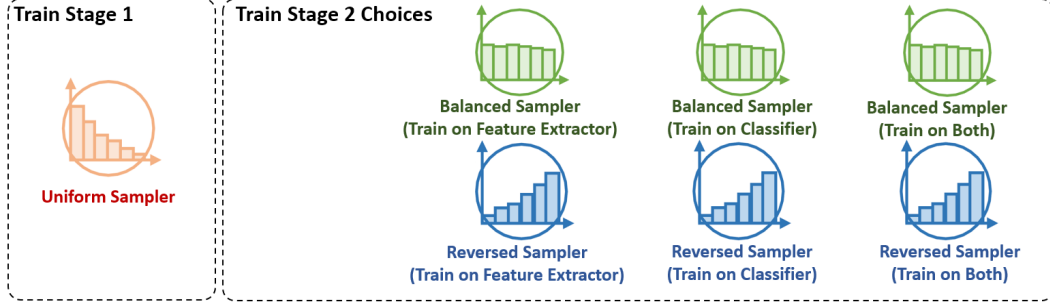 Train Stage 1
Uniform Sampler
Train Stage 2 Choices
Balanced Sampler
(Train on Feature Extractor)
Balanced Sampler
(Train on Classifier)
Balanced Sampler
(Train on Both)
Reversed Sampler
(Train on Feature Extractor)
Reversed Sampler
(Train on Classifier)
Reversed Sampler
(Train on Both)